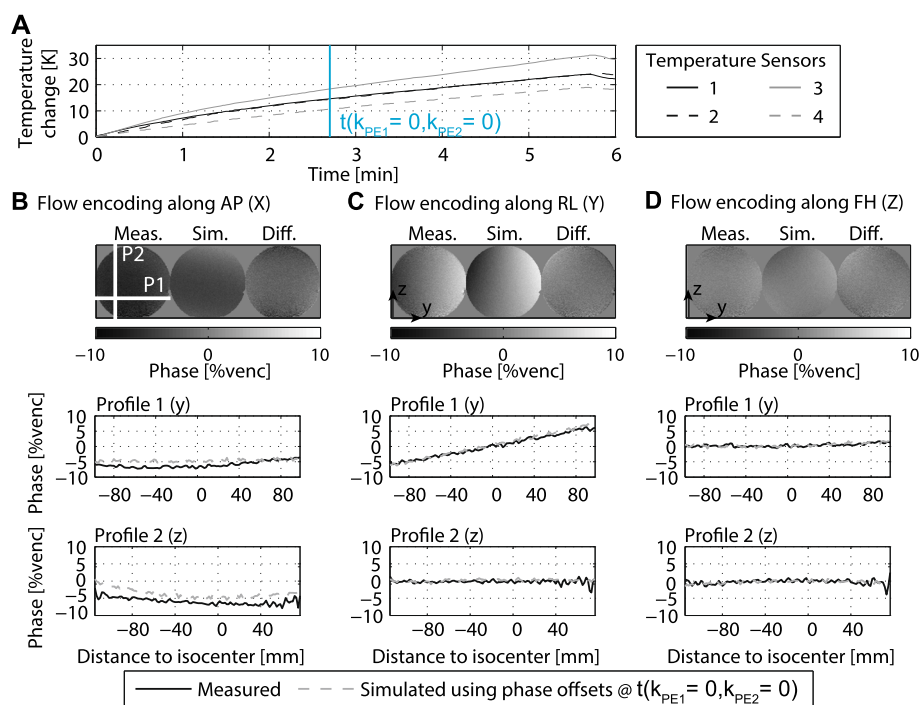 A
Temperature
change [K]
30
20
10
0
0 1 2 3 4 5 6
Time [min]
t(kPE1= 0,kPE2= 0)
Temperature Sensors
1 3
2 4
B Flow encoding along AP (X)
Meas. Sim. Diff.
P2
P1
−10 0 10
Phase [%venc]
C Flow encoding along RL (Y)
Meas. Sim. Diff.
z
y
−10 0 10
Phase [%venc]
D Flow encoding along FH (Z)
Meas. Sim. Diff.
z
y
−10 0 10
Phase [%venc]
Profile 1 (y)
Phase [%venc]
10
5
0
−5
−10
−80 −40 0 40 80
Profile 1 (y)
10
5
0
−5
−10
−80 −40 0 40 80
Profile 1 (y)
10
5
0
−5
−10
−80 −40 0 40 80
Profile 2 (z)
Phase [%venc]
10
5
0
−5
−10
−80 −40 0 40
Distance to isocenter [mm]
Profile 2 (z)
10
5
0
−5
−10
−80 −40 0 40
Distance to isocenter [mm]
Profile 2 (z)
10
5
0
−5
−10
−80 −40 0 40
Distance to isocenter [mm]
Measured Simulated using phase offsets @ t(kPE1= 0,kPE2= 0)